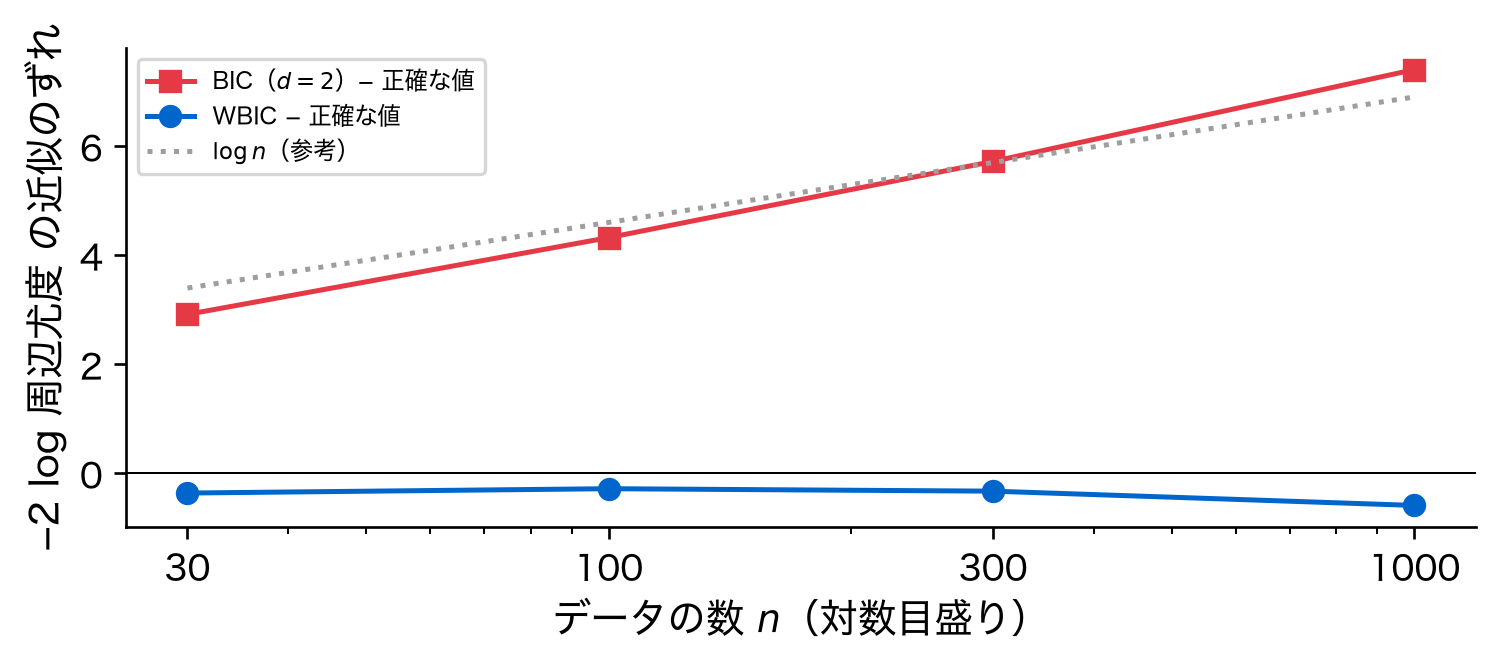 −2 log 周辺尤度 の近似のずれ
BIC（d = 2）− 正確な値
WBIC − 正確な値
log n（参考）
6
4
2
0
30 100 300 1000
データの数 n（対数目盛り）